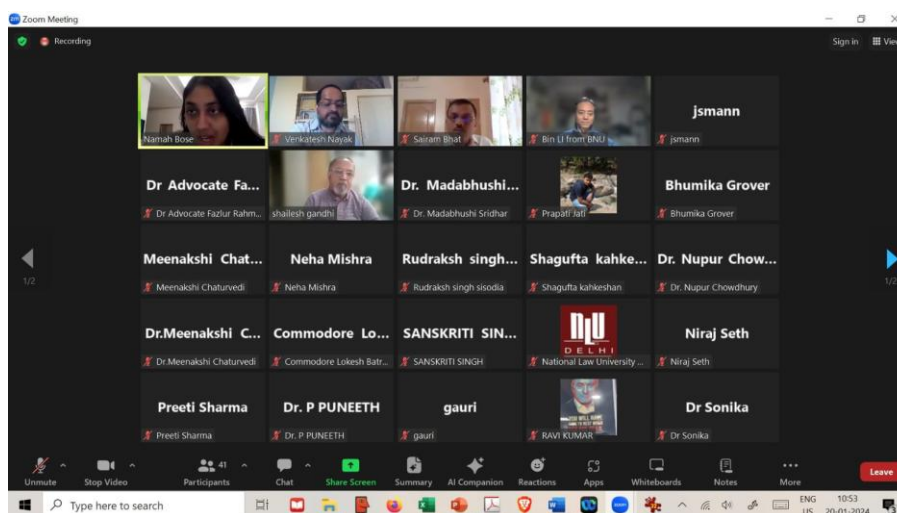 Zoom Meeting
Recording
Sign in
View
Namah Bose
Venkatesh Nayak
Sairam Bhat
Bin LI from BNU
jsmann
jsmann
Dr Advocate Fa...
Dr Advocate Fazlur Rahm...
shailesh gandhi
Dr. Madabhushi...
Dr. Madabhushi Sridhar
Prapati Jati
Bhumika Grover
Bhumika Grover
Meenakshi Chat...
Meenakshi Chaturvedi
Neha Mishra
Neha Mishra
Rudraksh singh...
Rudraksh singh sisodia
Shagufta kahke...
Shagufta kahkeshan
Dr. Nupur Chow...
Dr. Nupur Chowdhury
1/2
1/2
Dr.Meenakshi C...
Dr.Meenakshi Chaturvedi
Commodore Lo...
Commodore Lokesh Batr...
SANSKRITI SIN...
SANSKRITI SINGH
NLU
DELHI
National Law University ...
Niraj Seth
Niraj Seth
Preeti Sharma
Preeti Sharma
Dr. P PUNEETH
Dr. P PUNEETH
gauri
gauri
RAVI KUMAR
Dr Sonika
Dr Sonika
Unmute
Stop Video
41
Participants
Chat
Share Screen
Summary
AI Companion
Reactions
Apps
Whiteboards
Notes
More
Leave
Type here to search
ENG
US
10:53
20-01-2024